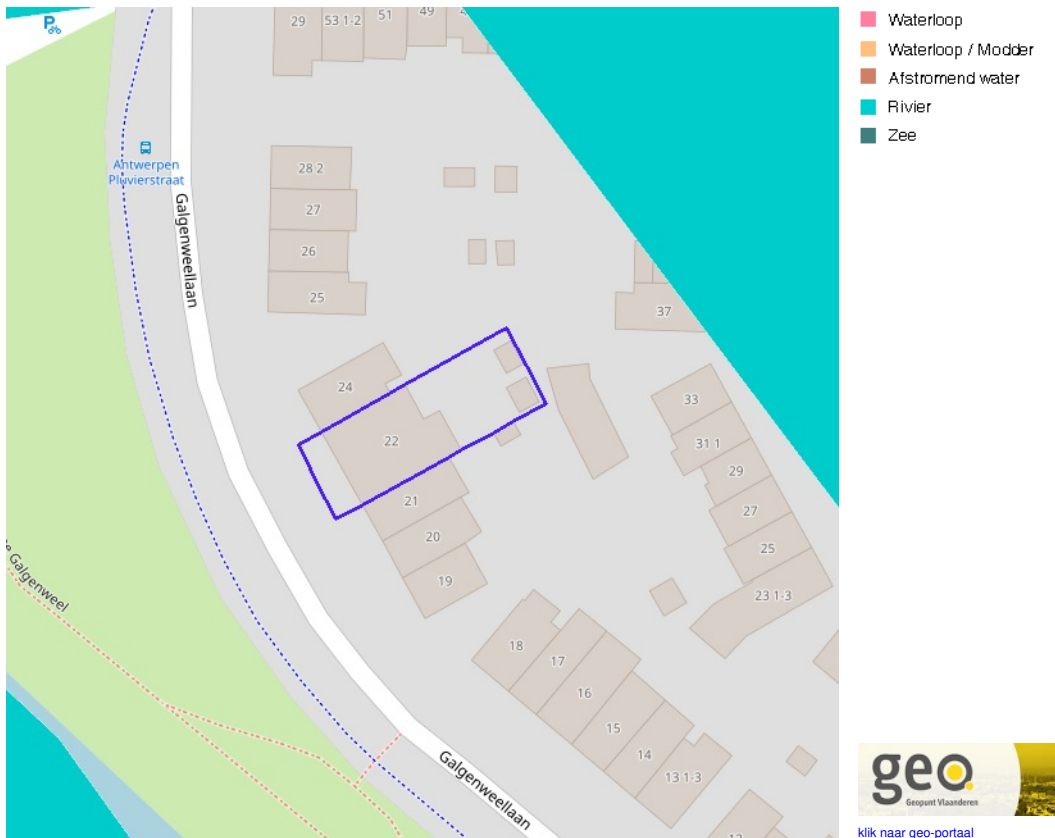 29
53 1-2
51
49
Antwerpen
Pluvierstraat
Galgenweellaan
28 2
27
26
25
37
24
22
21
20
19
33
31 1
29
27
25
23 1-3
18
17
16
15
14
13 1-3
Galgenweel
Galgenweellaan
Waterloop
Waterloop / Modder
Afstromend water
Rivier
Zee
geo
Geopunt Vlaanderen
klik naar geo-portaal